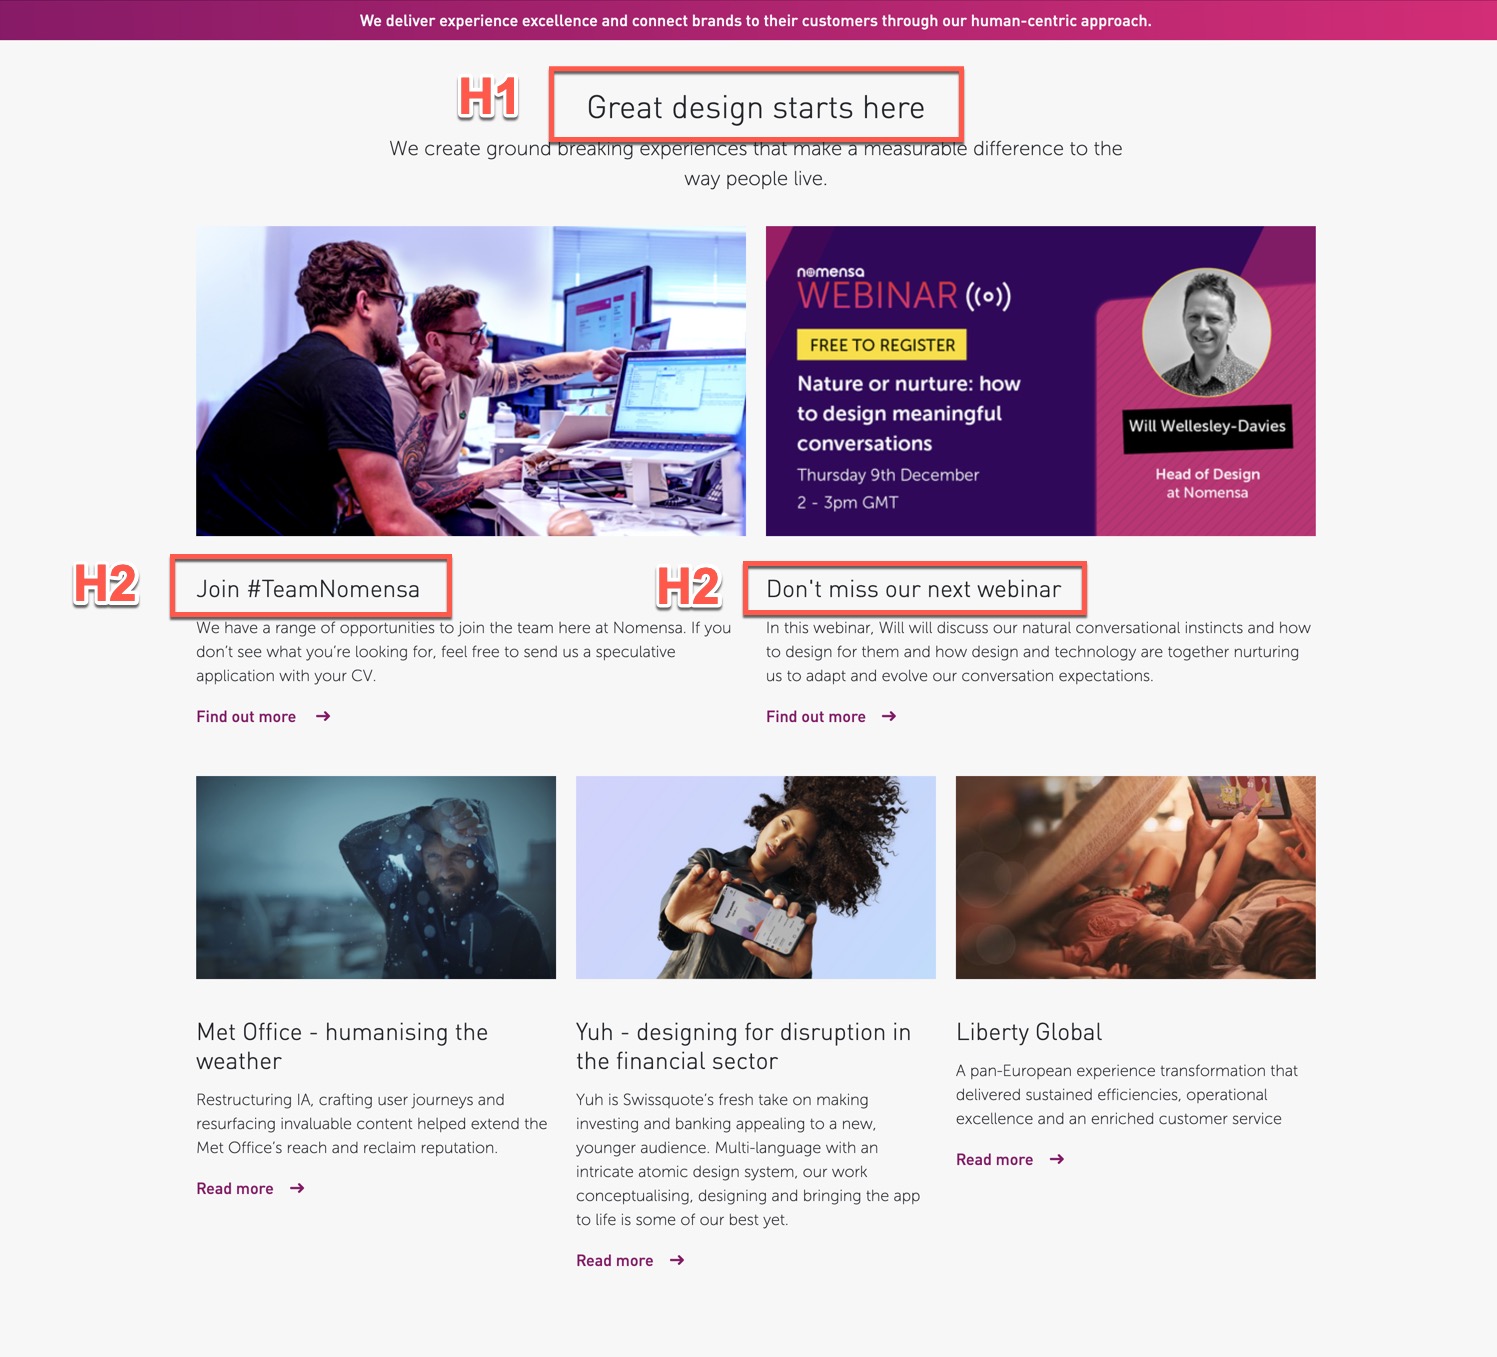 We deliver experience excellence and connect brands to their customers through our human-centric approach.
H1
Great design starts here
We create ground breaking experiences that make a measurable difference to the
way people live.
nomensa
WEBINAR
FREE TO REGISTER
Nature or nurture: how
to design meaningful
conversations
Thursday 9th December
2 - 3pm GMT
Will Wellesley-Davies
Head of Design
at Nomensa
H2
Join #TeamNomensa
We have a range of opportunities to join the team here at Nomensa. If you
don’t see what you’re looking for, feel free to send us a speculative
application with your CV.
Find out more →
H2
Don't miss our next webinar
In this webinar, Will will discuss our natural conversational instincts and how
to design for them and how design and technology are together nurturing
us to adapt and evolve our conversation expectations.
Find out more →
Met Office - humanising the
weather
Restructuring IA, crafting user journeys and
resurfacing invaluable content helped extend the
Met Office’s reach and reclaim reputation.
Read more →
Yuh - designing for disruption in
the financial sector
Yuh is Swissquote’s fresh take on making
investing and banking appealing to a new,
younger audience. Multi-language with an
intricate atomic design system, our work
conceptualising, designing and bringing the app
to life is some of our best yet.
Read more →
Liberty Global
A pan-European experience transformation that
delivered sustained efficiencies, operational
excellence and an enriched customer service
Read more →